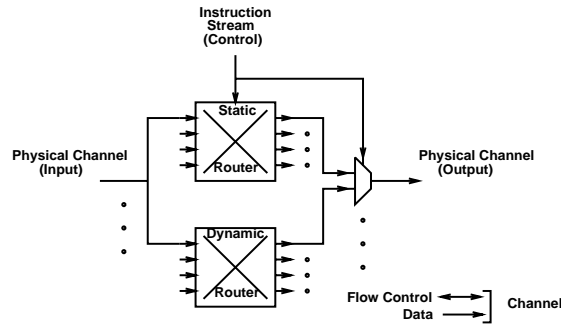 Instruction
Stream
(Control)
Static
Router
Physical Channel
(Input)
Physical Channel
(Output)
Dynamic
Router
Flow Control
Data
Channel